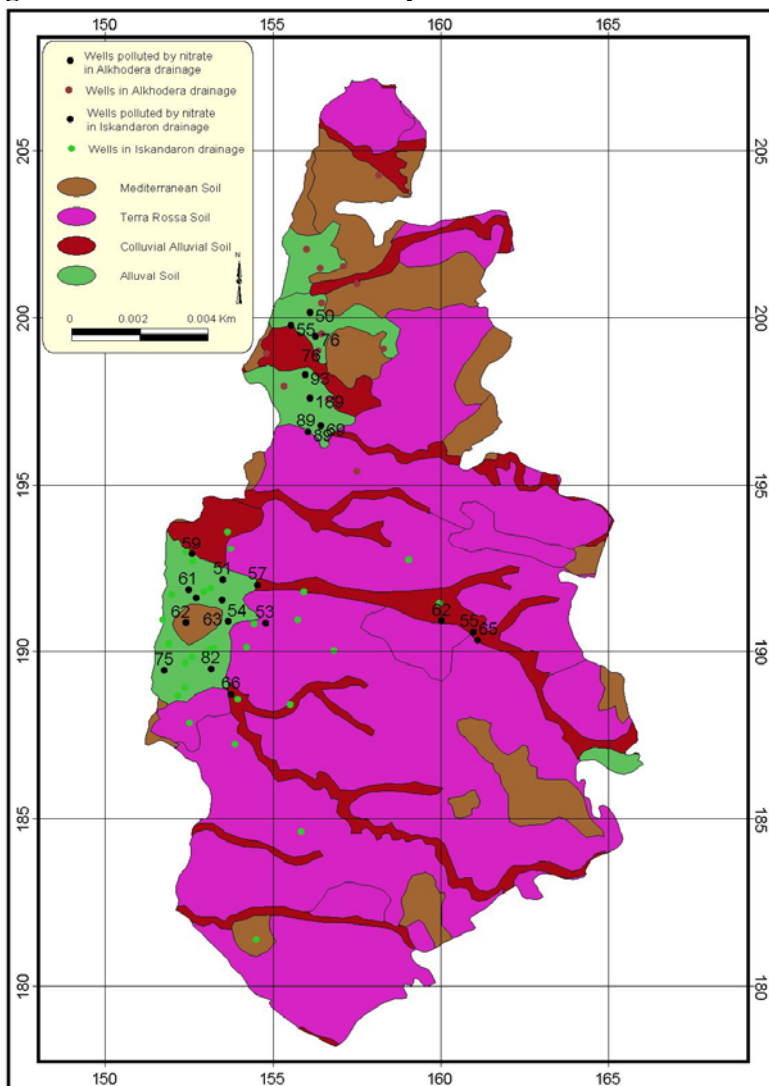 150 155 160 165
Wells polluted by nitrate
in Alkhodera drainage
Wells in Alkhodera drainage
Wells polluted by nitrate
in Iskandaron drainage
Wells in Iskandaron drainage
Mediterranean Soil
Terra Rossa Soil
Colluvial Alluvial Soil
Alluval Soil
N
0 0.002 0.004 Km
205 205
200 200
50
55
76
76
93
189
89
69
89
195 195
59
51
57
61
54
62
63
53
62
55
65
190 190
75
82
66
185 185
180 180
150 155 160 165